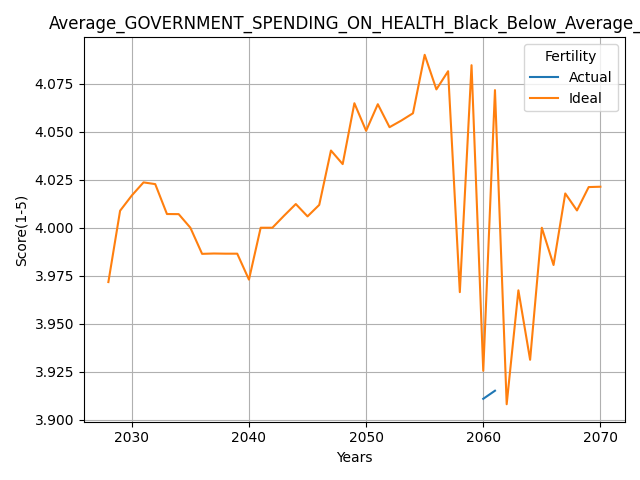 Average_GOVERNMENT_SPENDING_ON_HEALTH_Black_Below_Average_
Fertility
Actual
Ideal
4.075
4.050
4.025
4.000
3.975
3.950
3.925
3.900
Score(1-5)
2030 2040 2050 2060 2070
Years